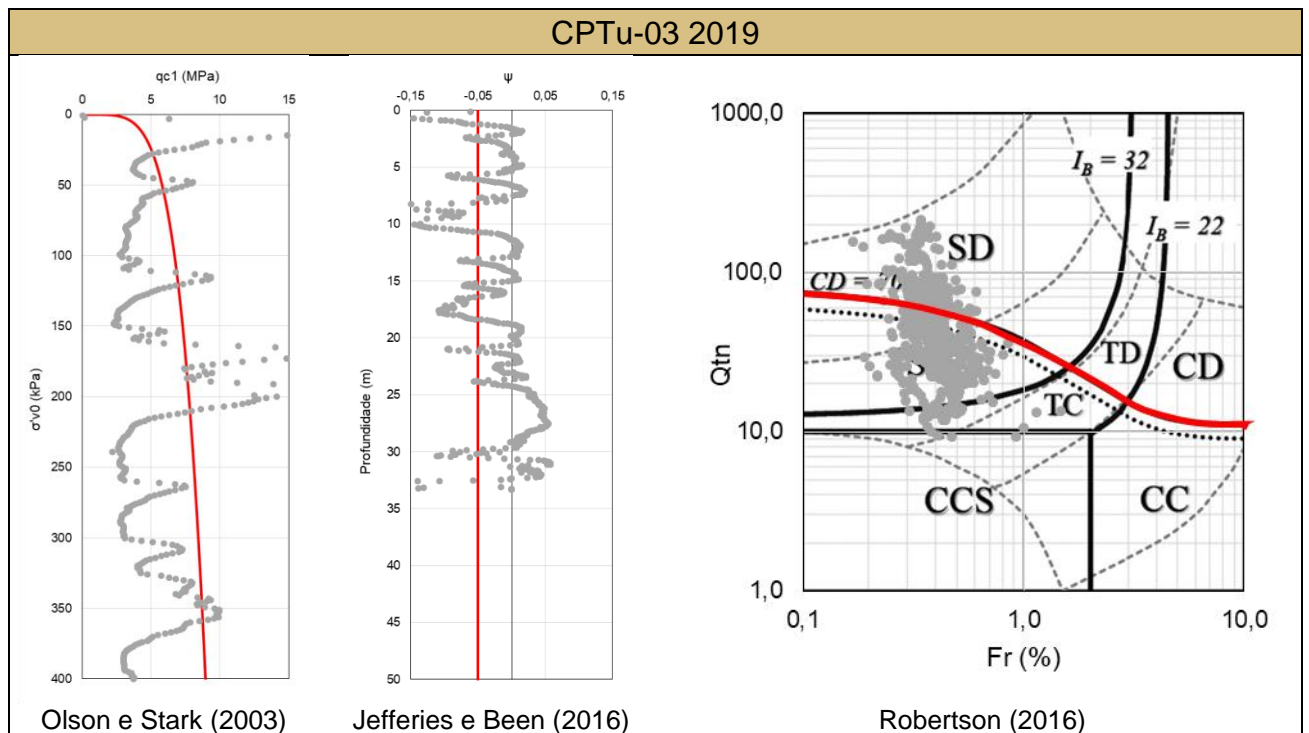 CPTu-03 2019
qc1 (MPa)
0 5 10 15
0
50
100
150
200
250
300
350
400
σ'v0 (kPa)
Olson e Stark (2003)
Ψ
-0,15 -0,05 0,05 0,15
0
5
10
15
20
25
30
35
40
45
50
Profundidade (m)
Jefferies e Been (2016)
1000,0
100,0
10,0
1,0
Qtn
0,1 1,0 10,0
Fr (%)
I_B = 32
I_B = 22
SD
CD =
TD
CD
S
TC
CCS
CC
Robertson (2016)